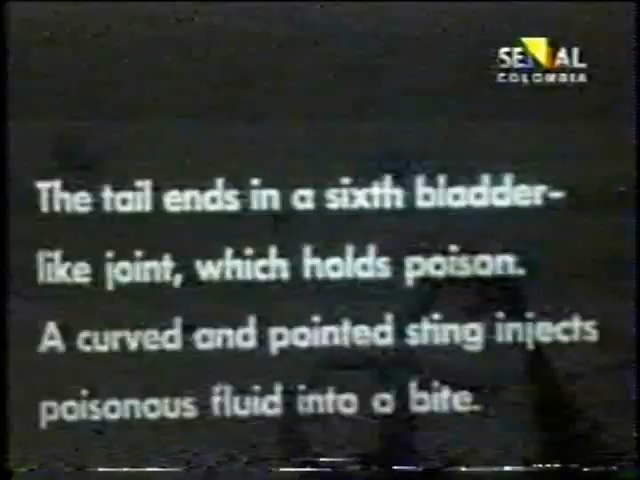 SEÑAL
COLOMBIA
The tail ends in a sixth bladder-
like joint, which holds poison.
A curved and pointed sting injects
poisonous fluid into a bite.